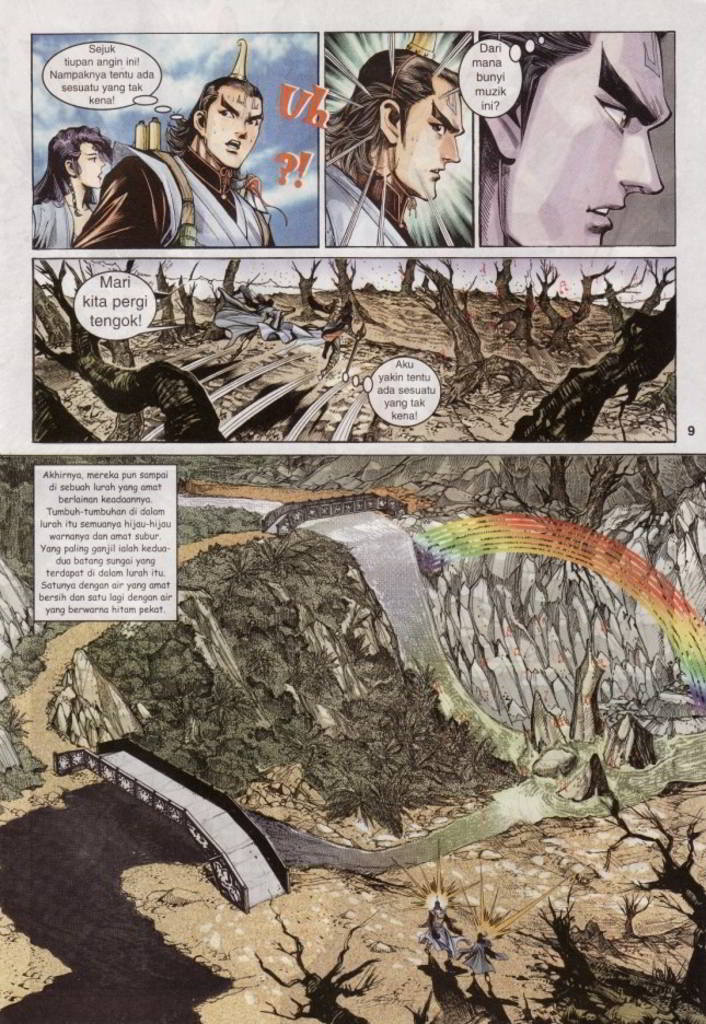 Sejuk
tiupan angin ini!
Nampaknya tentu ada
sesuatu yang tak
kena!
Uh
?!
Dari
mana
bunyi
muzik
ini?
Mari
kita pergi
tengok!
Aku
yakin tentu
ada sesuatu
yang tak
kena!
9
Akhirnya, mereka pun sampai
di sebuah lurah yang amat
berlainan keadaannya.
Tumbuh-tumbuhan di dalam
lurah itu semuanya hijau-hijau
warnanya dan amat subur.
Yang paling ganjil ialah kedua-
dua batang sungai yang
terdapat di dalam lurah itu.
Satunya dengan air yang amat
bersih dan satu lagi dengan air
yang berwarna hitam pekat.